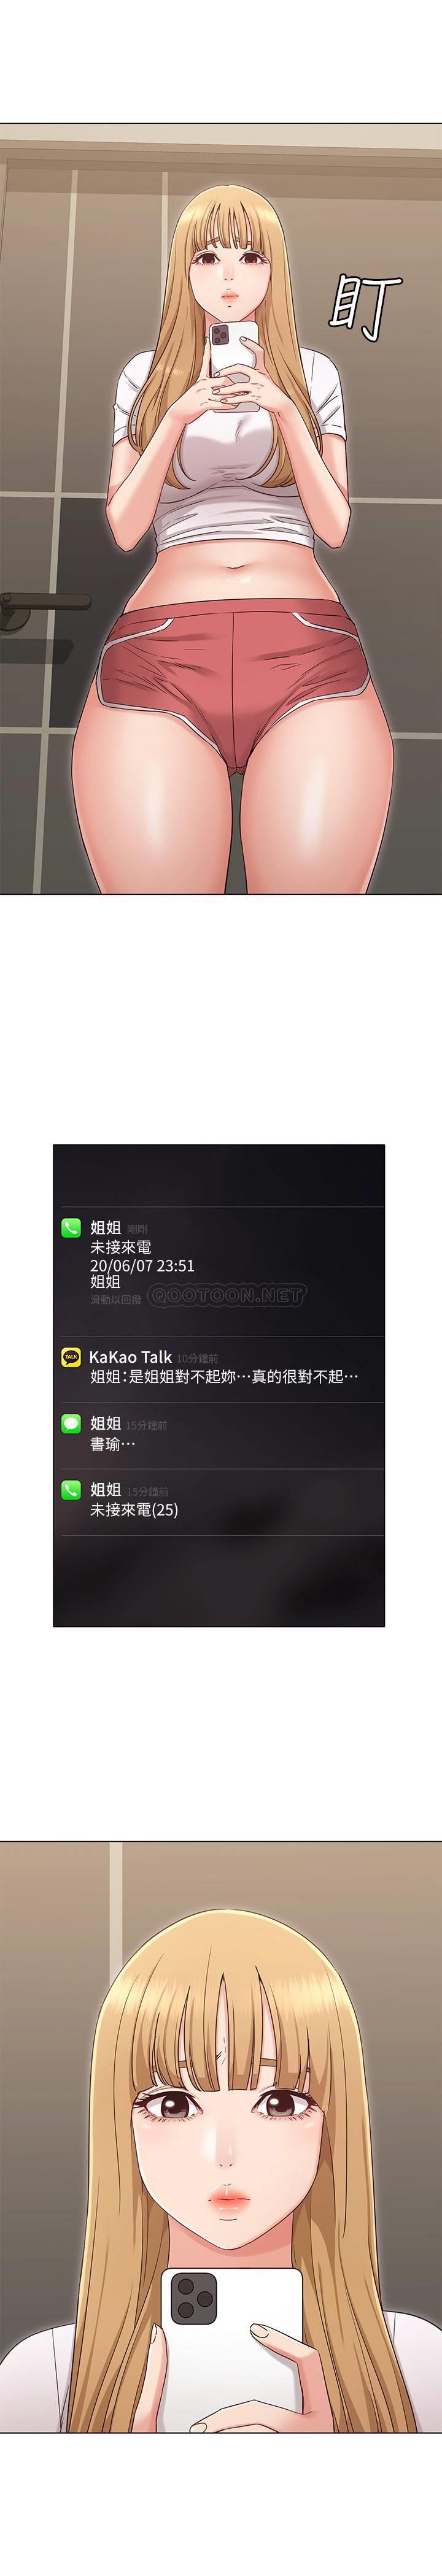 盯
姐姐 剛剛
未接來電
20/06/07 23:51
姐姐
滑動以回撥
QOOTOON.NET
TALK
KaKao Talk 10分鐘前
姐姐:是姐姐對不起妳⋯真的很對不起⋯
姐姐 15分鐘前
書瑜⋯
姐姐 15分鐘前
未接來電(25)